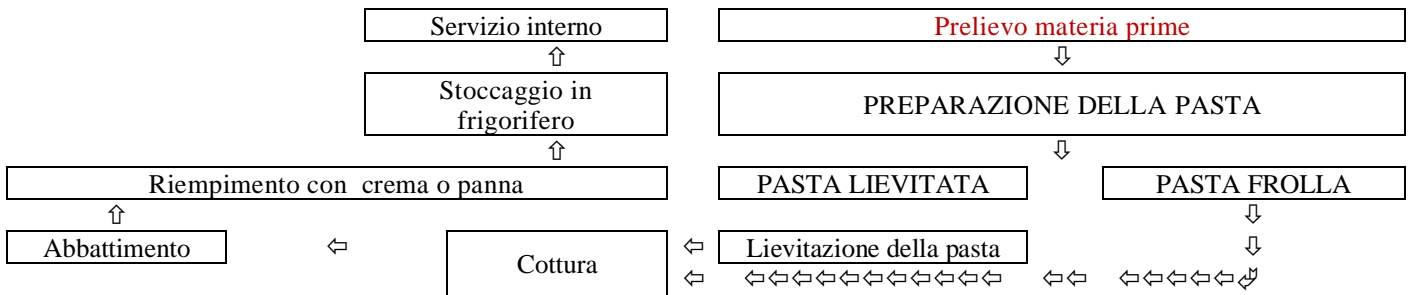 Servizio interno
Prelievo materia prime
⇧
⇩
Stoccaggio in
frigorifero
PREPARAZIONE DELLA PASTA
⇧
⇩
Riempimento con crema o panna
PASTA LIEVITATA
PASTA FROLLA
⇧
⇩
Abbattimento
⇦
Cottura
⇦
Lievitazione della pasta
⇩
⇦
⇦⇦⇦⇦⇦⇦⇦⇦⇦⇦⇦
⇦⇦
⇦⇦⇦⇦⇦